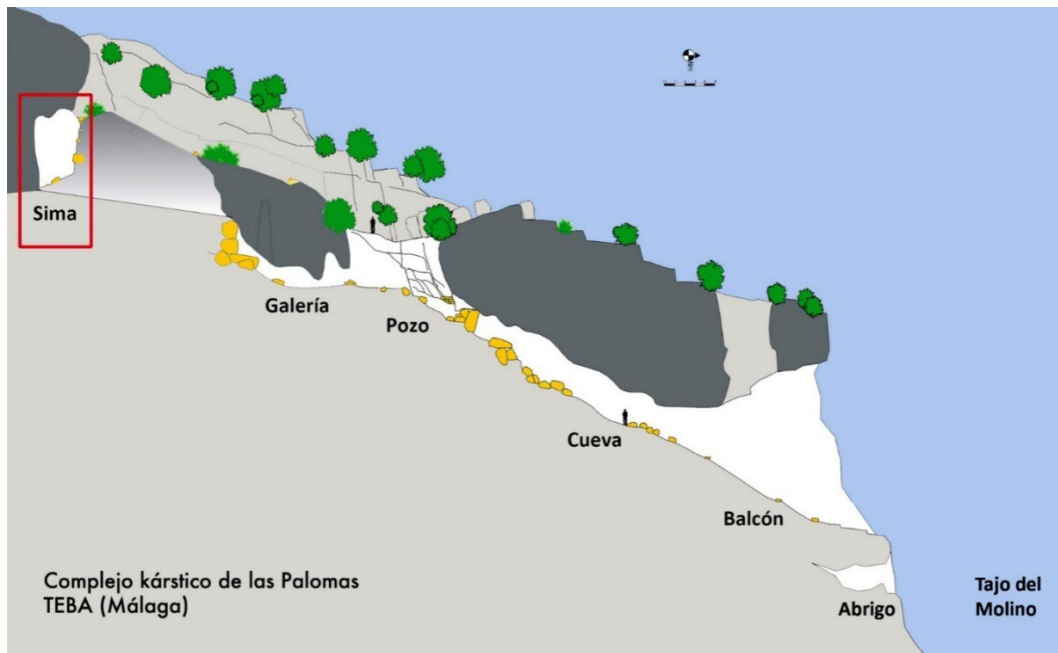 Sima
Galería
Pozo
Cueva
Balcón
Abrigo
Tajo del
Molino
Complejo kárstico de las Palomas
TEBA (Málaga)